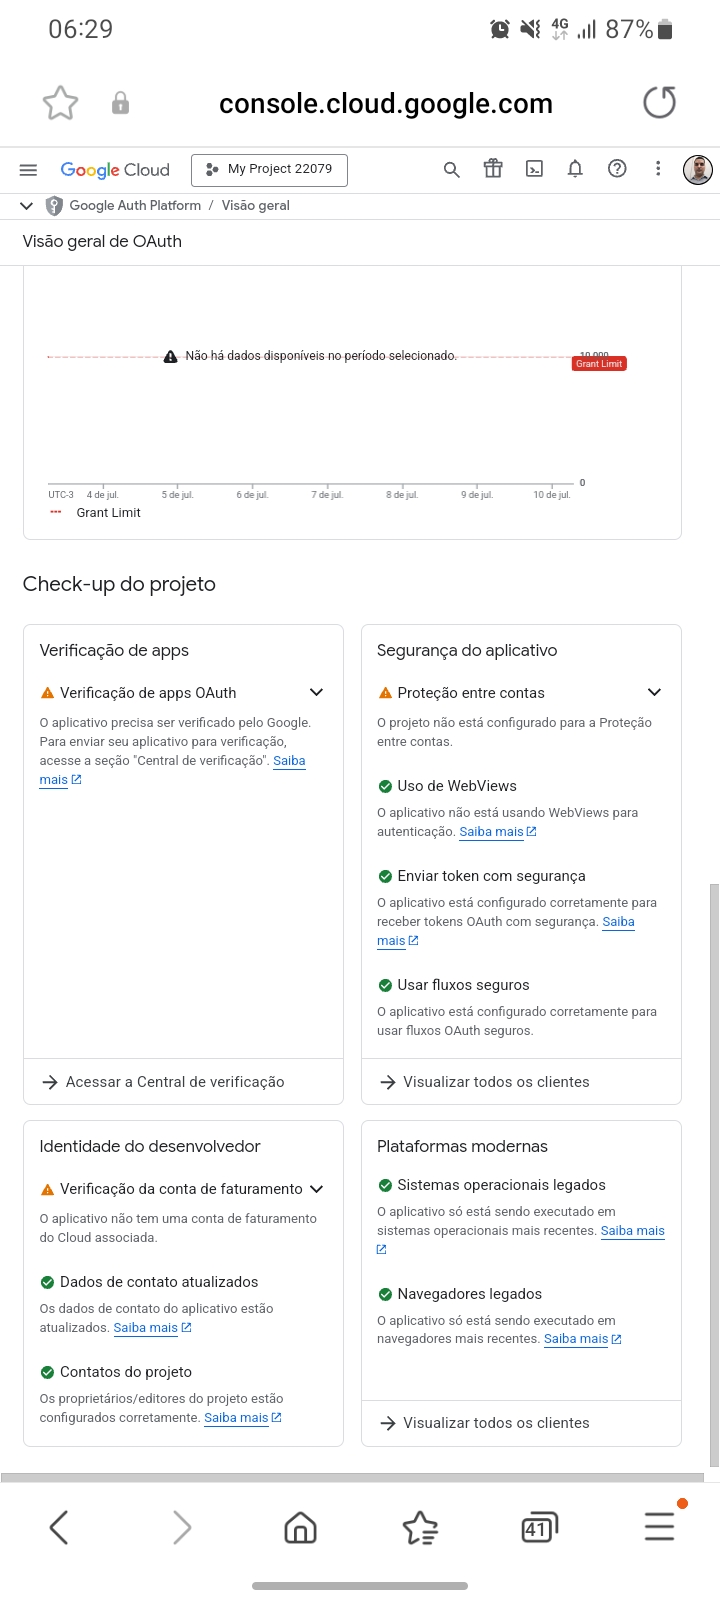 06:29
4G
87%
console.cloud.google.com
Google Cloud
My Project 22079
Google Auth Platform / Visão geral
Visão geral de OAuth
Não há dados disponíveis no período selecionado.
10.000
Grant Limit
0
UTC-3 4 de jul. 5 de jul. 6 de jul. 7 de jul. 8 de jul. 9 de jul. 10 de jul.
Grant Limit
Check-up do projeto
Verificação de apps
Verificação de apps OAuth
O aplicativo precisa ser verificado pelo Google.
Para enviar seu aplicativo para verificação,
acesse a seção "Central de verificação". Saiba
mais
Acessar a Central de verificação
Segurança do aplicativo
Proteção entre contas
O projeto não está configurado para a Proteção
entre contas.
Uso de WebViews
O aplicativo não está usando WebViews para
autenticação. Saiba mais
Enviar token com segurança
O aplicativo está configurado corretamente para
receber tokens OAuth com segurança. Saiba
mais
Usar fluxos seguros
O aplicativo está configurado corretamente para
usar fluxos OAuth seguros.
Visualizar todos os clientes
Identidade do desenvolvedor
Verificação da conta de faturamento
O aplicativo não tem uma conta de faturamento
do Cloud associada.
Dados de contato atualizados
Os dados de contato do aplicativo estão
atualizados. Saiba mais
Contatos do projeto
Os proprietários/editores do projeto estão
configurados corretamente. Saiba mais
Plataformas modernas
Sistemas operacionais legados
O aplicativo só está sendo executado em
sistemas operacionais mais recentes. Saiba mais
Navegadores legados
O aplicativo só está sendo executado em
navegadores mais recentes. Saiba mais
Visualizar todos os clientes
41